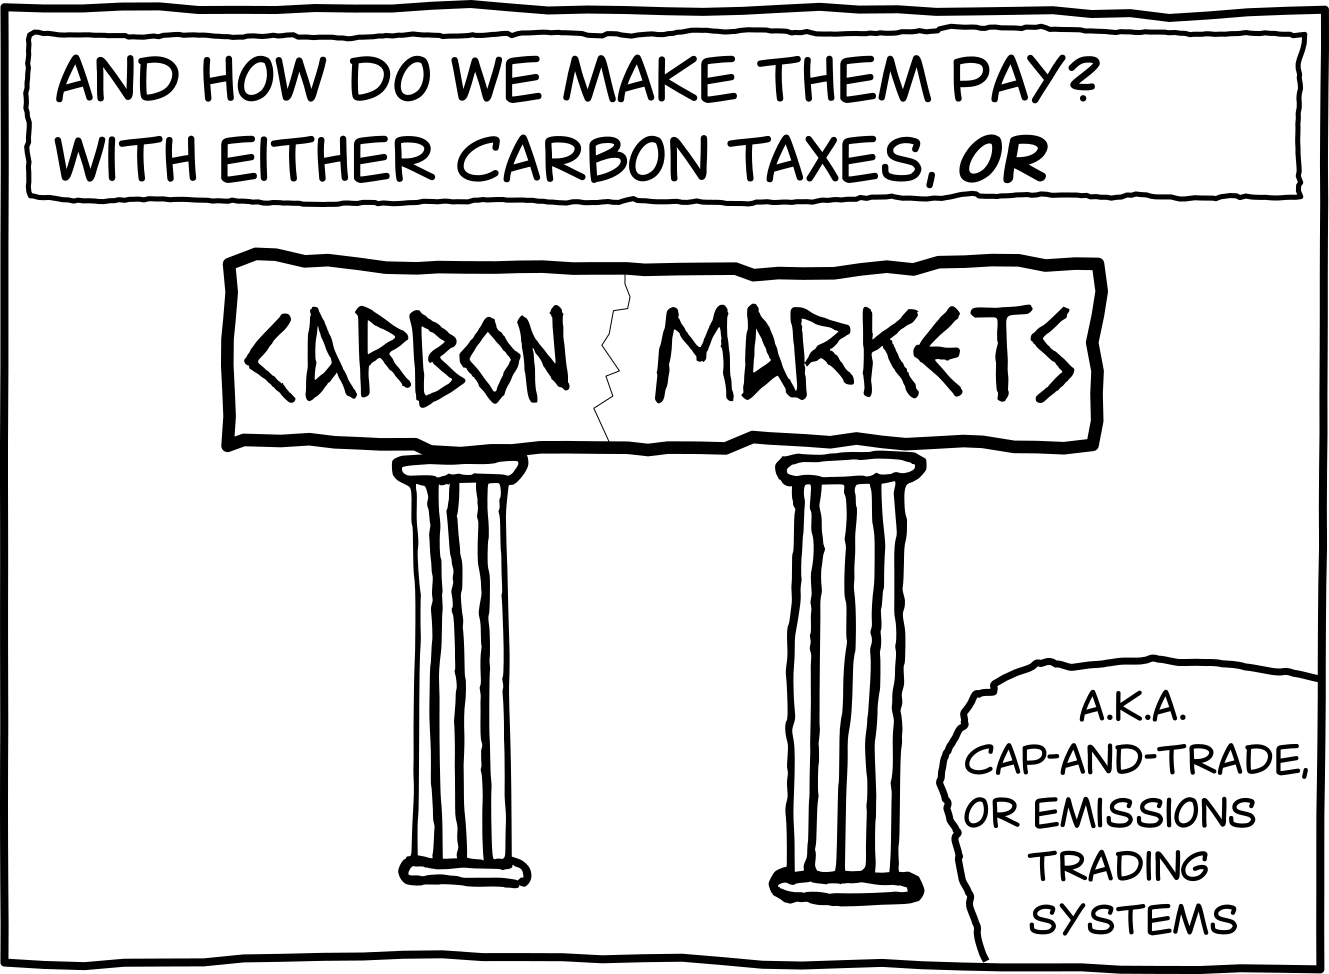 AND HOW DO WE MAKE THEM PAY?
WITH EITHER CARBON TAXES, OR
CARBON MARKETS
A.K.A.
CAP-AND-TRADE,
OR EMISSIONS
TRADING
SYSTEMS